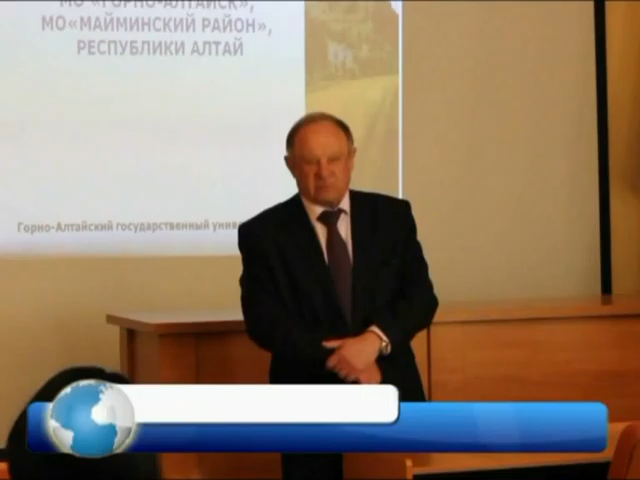 МО «ГОРНО-АЛТАЙСК»,
МО«МАЙМИНСКИЙ РАЙОН»,
РЕСПУБЛИКИ АЛТАЙ
Горно-Алтайский государственный